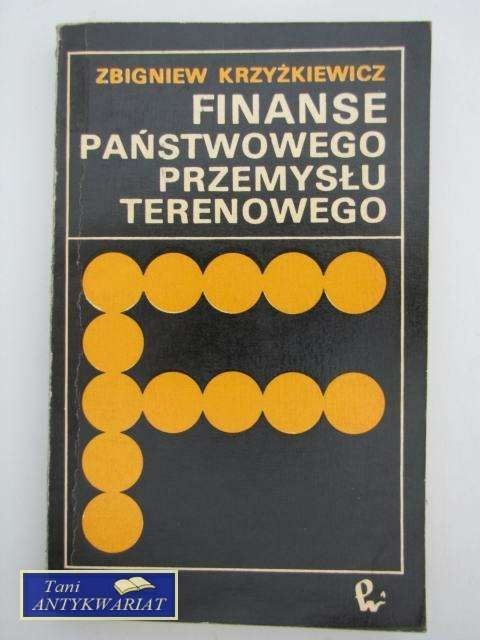 ZBIGNIEW KRZYŻKIEWICZ
FINANSE
PAŃSTWOWEGO
PRZEMYSŁU
TERENOWEGO
Tani
ANTYKWARIAT